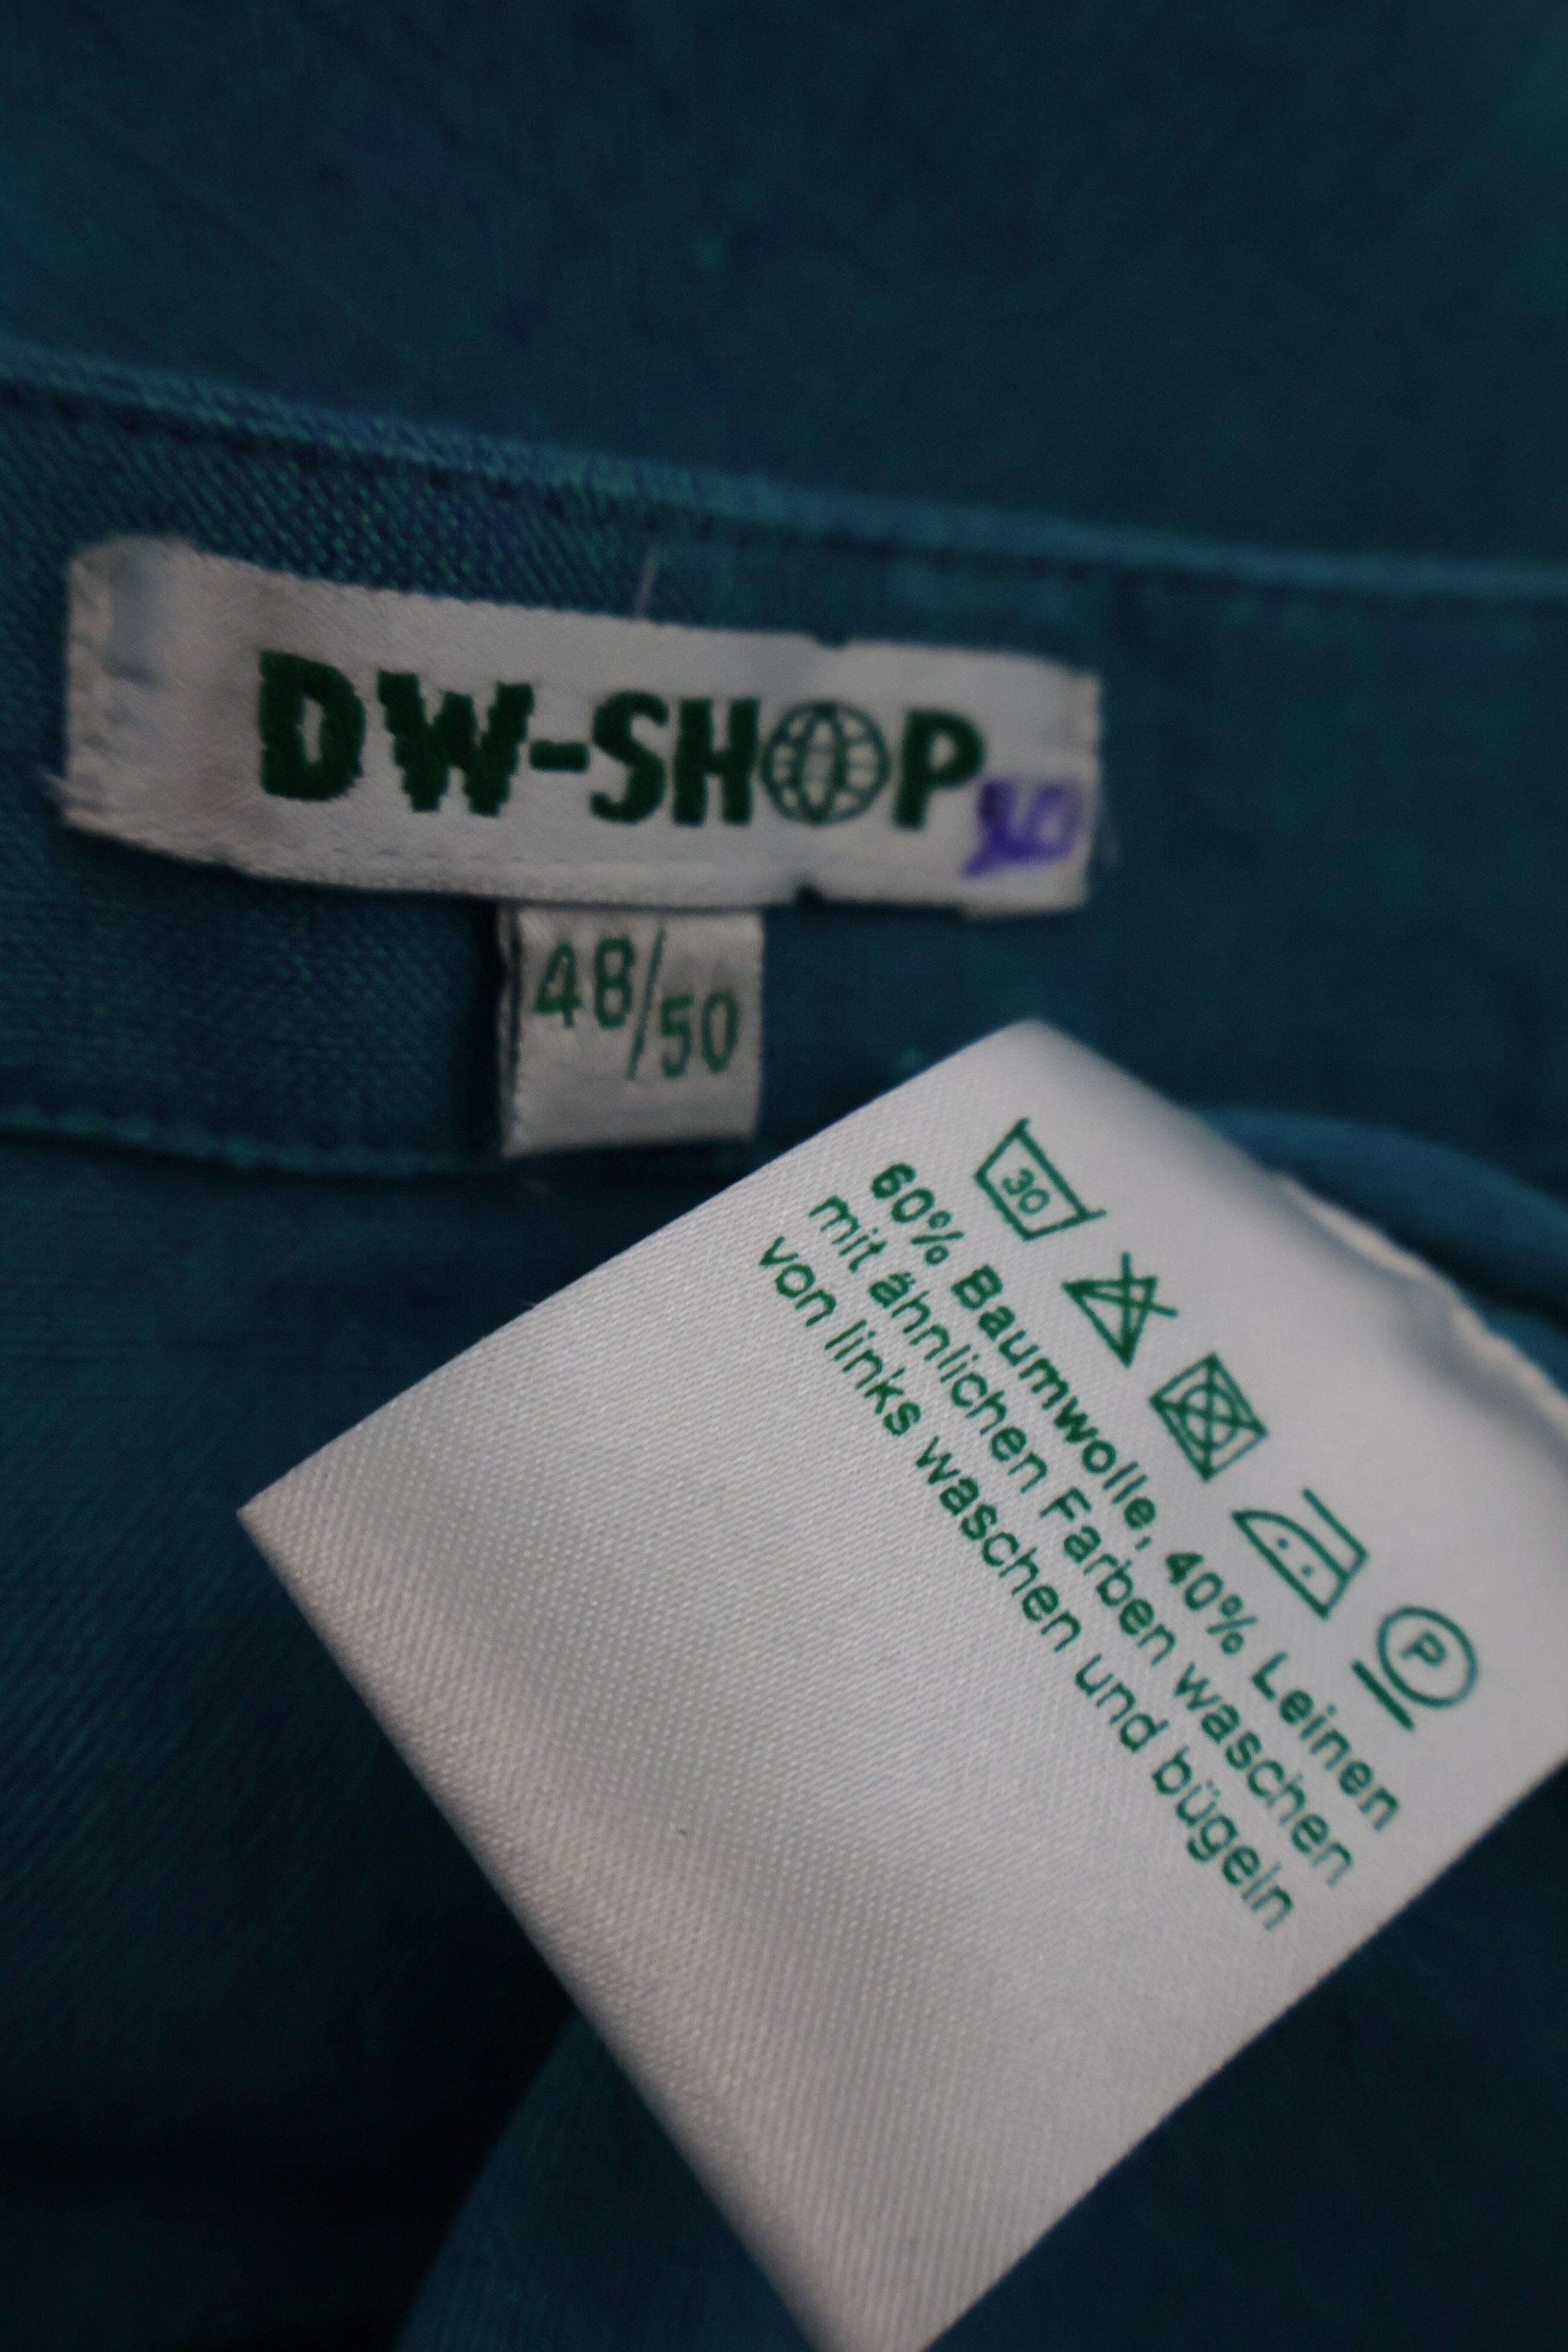 DW-SHOP
48/50
30
P
60% Baumwolle, 40% Leinen
mit ähnlichen Farben waschen
von links waschen und bügeln